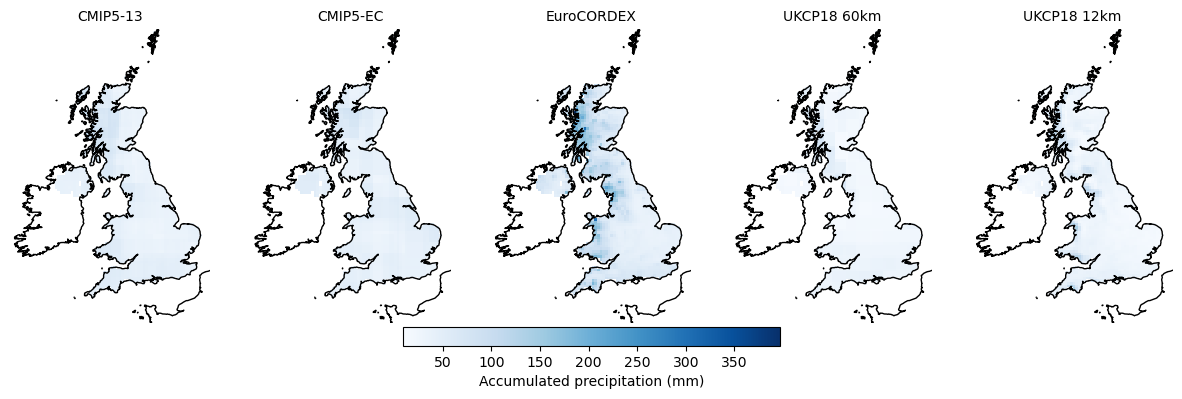 CMIP5-13
CMIP5-EC
EuroCORDEX
UKCP18 60km
UKCP18 12km
50 100 150 200 250 300 350
Accumulated precipitation (mm)